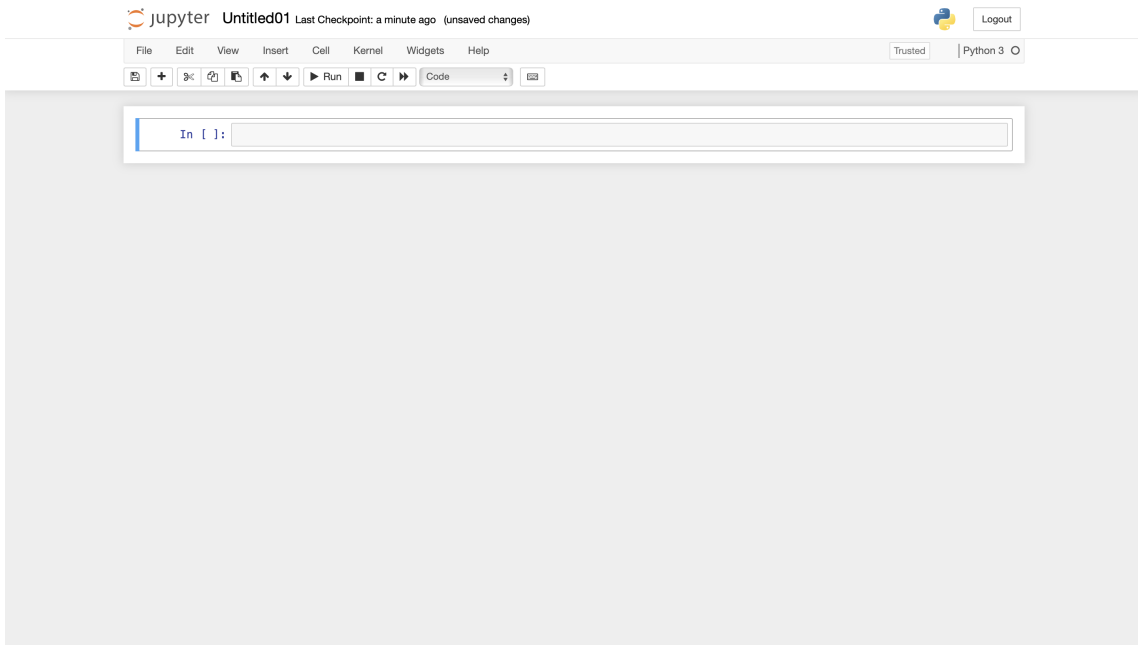 jupyter Untitled01 Last Checkpoint: a minute ago (unsaved changes) Logout
File Edit View Insert Cell Kernel Widgets Help Trusted Python 3
Run Code
In [ ]: